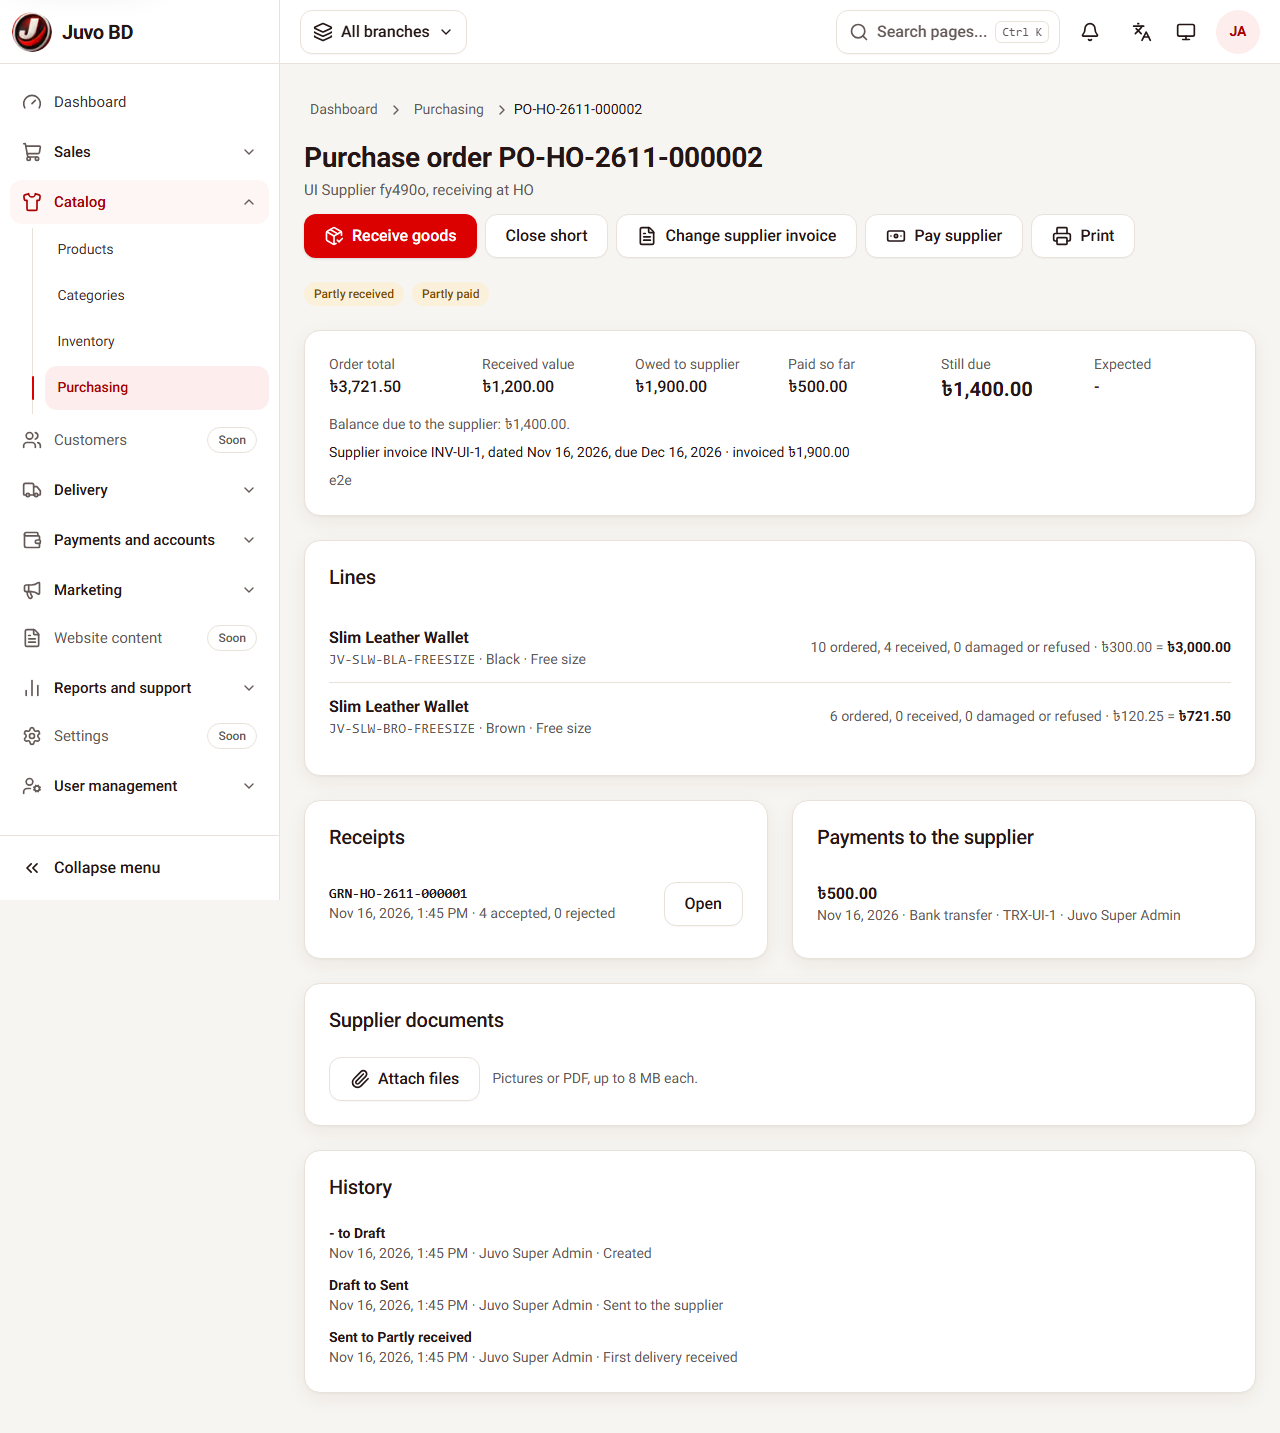 Juvo BD
All branches
Search pages... Ctrl K
JA
Dashboard
Sales
Catalog
Products
Categories
Inventory
Purchasing
Customers Soon
Delivery
Payments and accounts
Marketing
Website content Soon
Reports and support
Settings Soon
User management
Collapse menu
Dashboard > Purchasing > PO-HO-2611-000002
Purchase order PO-HO-2611-000002
UI Supplier fy490o, receiving at HO
Receive goods Close short Change supplier invoice Pay supplier Print
Partly received Partly paid
Order total Received value Owed to supplier Paid so far Still due Expected
৳3,721.50 ৳1,200.00 ৳1,900.00 ৳500.00 ৳1,400.00 -
Balance due to the supplier: ৳1,400.00.
Supplier invoice INV-UI-1, dated Nov 16, 2026, due Dec 16, 2026 · invoiced ৳1,900.00
e2e
Lines
Slim Leather Wallet
JV-SLW-BLA-FREESIZE · Black · Free size
10 ordered, 4 received, 0 damaged or refused · ৳300.00 = ৳3,000.00
Slim Leather Wallet
JV-SLW-BRO-FREESIZE · Brown · Free size
6 ordered, 0 received, 0 damaged or refused · ৳120.25 = ৳721.50
Receipts
GRN-HO-2611-000001
Nov 16, 2026, 1:45 PM · 4 accepted, 0 rejected
Open
Payments to the supplier
৳500.00
Nov 16, 2026 · Bank transfer · TRX-UI-1 · Juvo Super Admin
Supplier documents
Attach files Pictures or PDF, up to 8 MB each.
History
- to Draft
Nov 16, 2026, 1:45 PM · Juvo Super Admin · Created
Draft to Sent
Nov 16, 2026, 1:45 PM · Juvo Super Admin · Sent to the supplier
Sent to Partly received
Nov 16, 2026, 1:45 PM · Juvo Super Admin · First delivery received